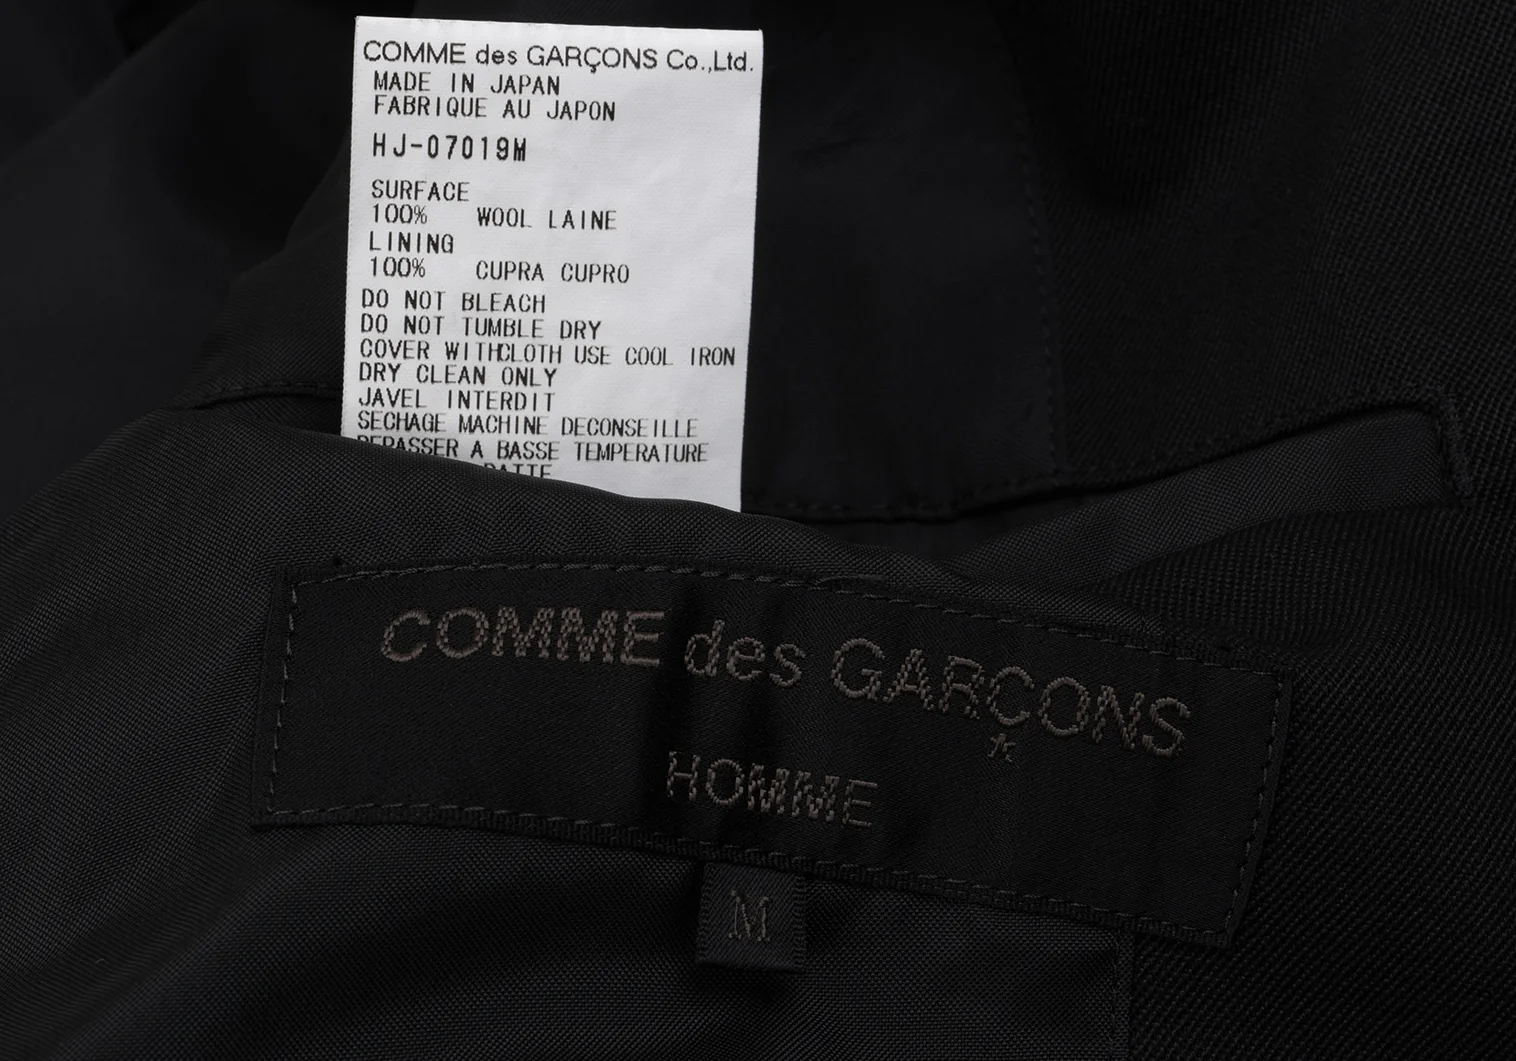 COMME des GARÇONS Co.,Ltd.
MADE IN JAPAN
FABRIQUE AU JAPON
HJ-07019M
SURFACE
100% WOOL LAINE
LINING
100% CUPRA CUPRO
DO NOT BLEACH
DO NOT TUMBLE DRY
COVER WITHCLOTH USE COOL IRON
DRY CLEAN ONLY
JAVEL INTERDIT
SECHAGE MACHINE DECONSEILLE
REPASSER A BASSE TEMPERATURE
COMME des GARÇONS
HOMME
M